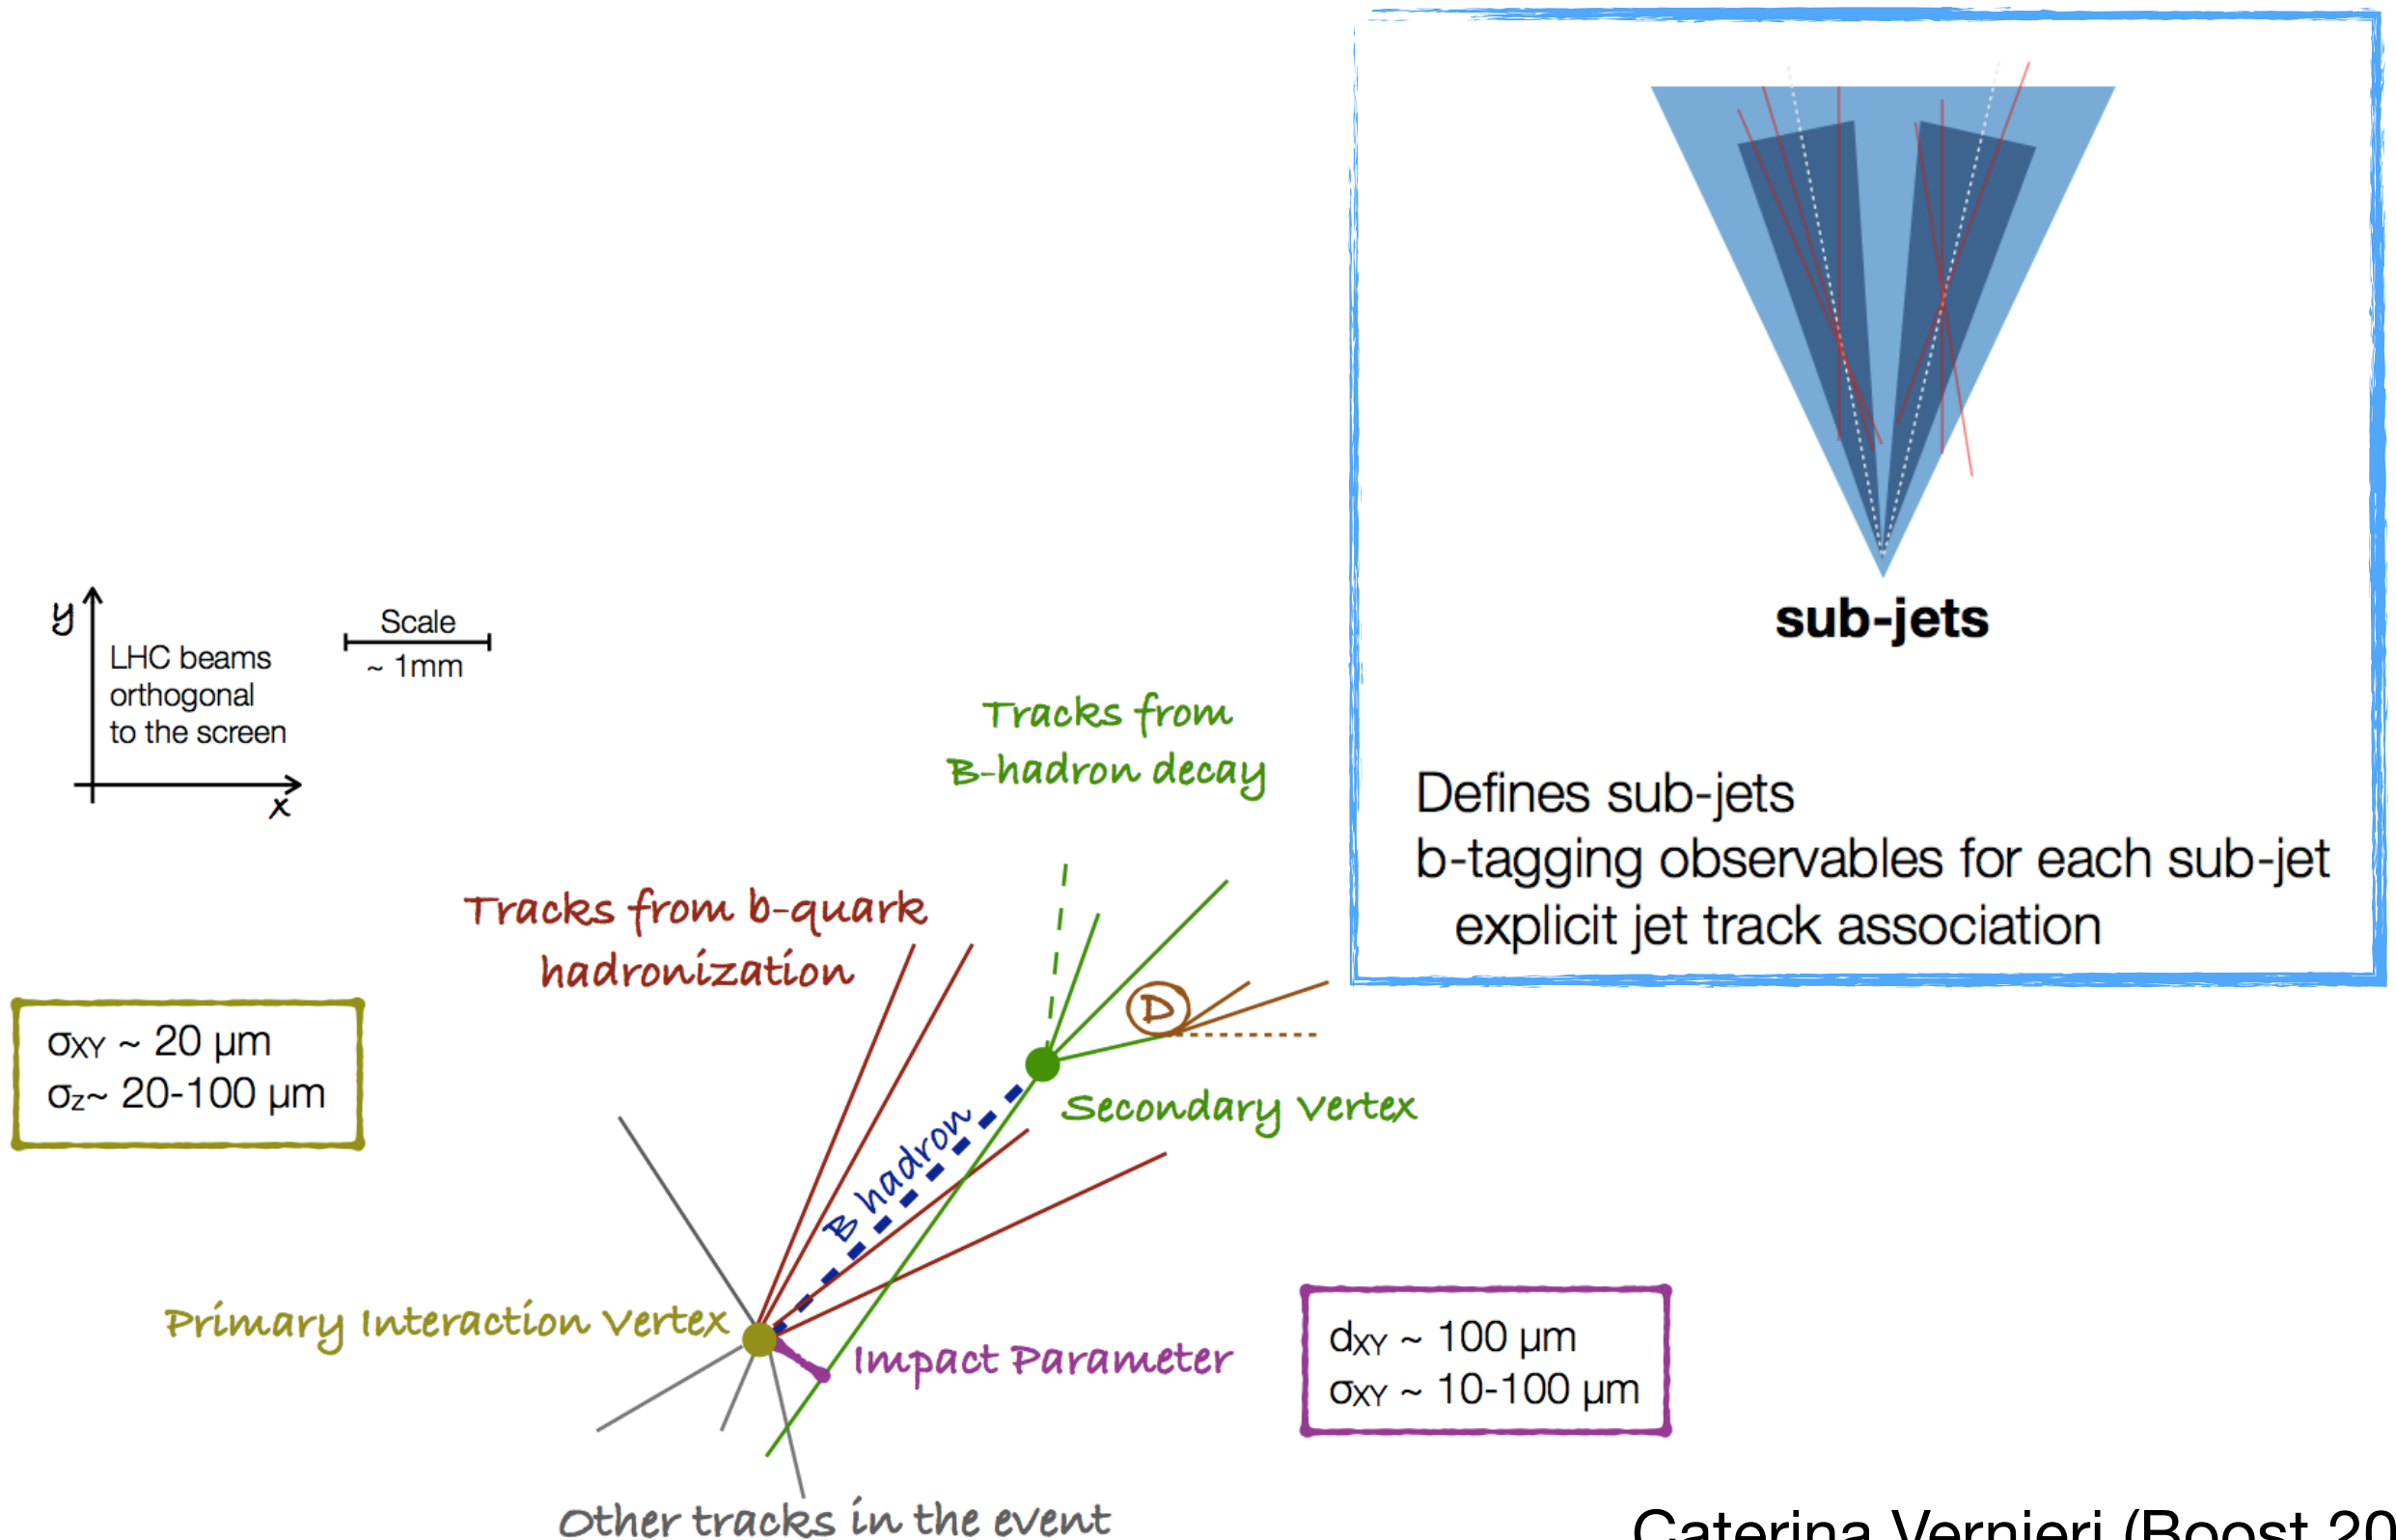 sub-jets
Defines sub-jets
b-tagging observables for each sub-jet
explicit jet track association
y
LHC beams
orthogonal
to the screen
x
Scale
~ 1mm
Tracks from
B-hadron decay
Tracks from b-quark
hadronization
D
σXY ~ 20 μm
σz~ 20-100 μm
Secondary Vertex
B hadron
Primary Interaction Vertex
Impact Parameter
dXY ~ 100 μm
σXY ~ 10-100 μm
Other tracks in the event
Caterina Vernieri (Boost 20